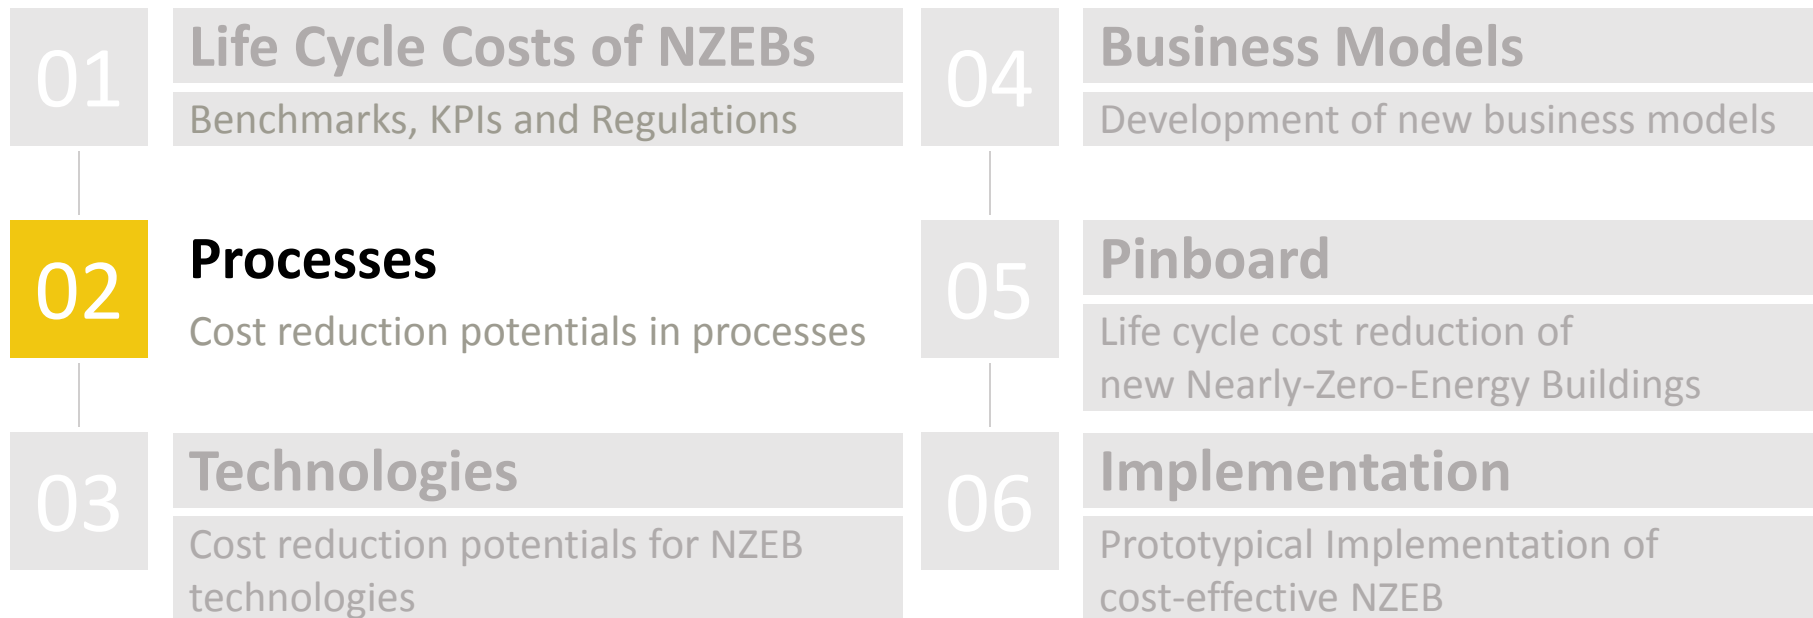 01
Life Cycle Costs of NZEBs
Benchmarks, KPIs and Regulations
02
Processes
Cost reduction potentials in processes
03
Technologies
Cost reduction potentials for NZEB
technologies
04
Business Models
Development of new business models
05
Pinboard
Life cycle cost reduction of
new Nearly-Zero-Energy Buildings
06
Implementation
Prototypical Implementation of
cost-effective NZEB